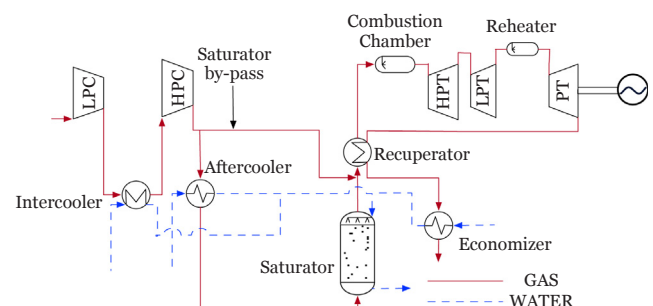 Combustion
Chamber
Reheater
Saturator
by-pass
LPC
HPC
HPT
LPT
PT
Aftercooler
Recuperator
Intercooler
Economizer
Saturator
GAS
WATER